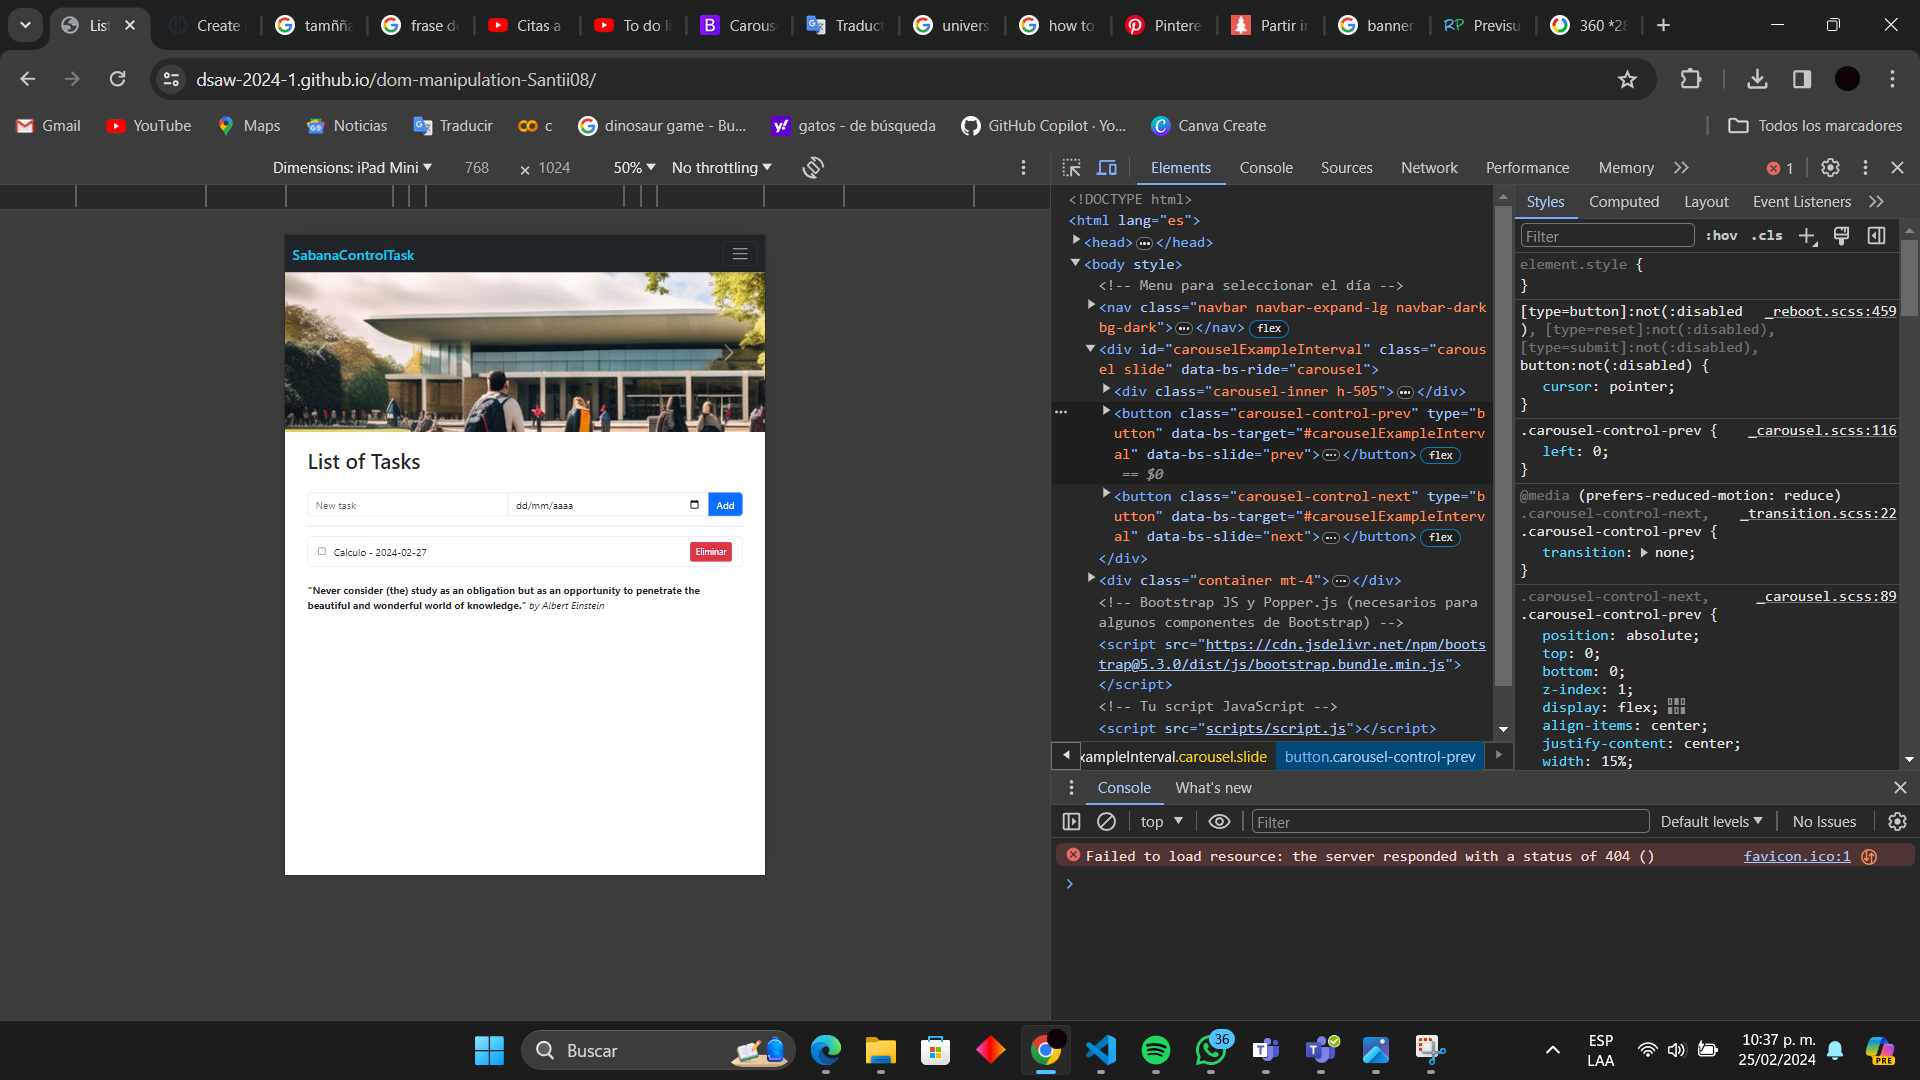 List
Create
tamñña
frase d
Citas a
To do l
Carous
Traduct
univers
how to
Pintere
Partir i
banner
Previsu
360 *28
dsaw-2024-1.github.io/dom-manipulation-Santii08/
Gmail
YouTube
Maps
Noticias
Traducir
c
dinosaur game - Bu...
gatos - de búsqueda
GitHub Copilot · Yo...
Canva Create
Todos los marcadores
Dimensions: iPad Mini
768
× 1024
50%
No throttling
Elements
Console
Sources
Network
Performance
Memory
1
SabanaControlTask
List of Tasks
New task
dd/mm/aaaa
Add
Calculo - 2024-02-27
Eliminar
"Never consider (the) study as an obligation but as an opportunity to penetrate the
beautiful and wonderful world of knowledge." by Albert Einstein
<!DOCTYPE html>
<html lang="es">
<head>…</head>
<body style>
<!-- Menu para seleccionar el día -->
<nav class="navbar navbar-expand-lg navbar-dark
bg-dark">…</nav> flex
<div id="carouselExampleInterval" class="carous
el slide" data-bs-ride="carousel">
<div class="carousel-inner h-505">…</div>
<button class="carousel-control-prev" type="b
utton" data-bs-target="#carouselExampleInterv
al" data-bs-slide="prev">…</button> flex
== $0
<button class="carousel-control-next" type="b
utton" data-bs-target="#carouselExampleInterv
al" data-bs-slide="next">…</button> flex
</div>
<div class="container mt-4">…</div>
<!-- Bootstrap JS y Popper.js (necesarios para
algunos componentes de Bootstrap) -->
<script src="https://cdn.jsdelivr.net/npm/boots
trap@5.3.0/dist/js/bootstrap.bundle.min.js">
</script>
<!-- Tu script JavaScript -->
<script src="scripts/script.js"></script>
xampleInterval.carousel.slide
button.carousel-control-prev
Styles
Computed
Layout
Event Listeners
Filter
:hov
.cls
element.style {
}
[type=button]:not(:disabled _reboot.scss:459
), [type=reset]:not(:disabled),
[type=submit]:not(:disabled),
button:not(:disabled) {
cursor: pointer;
}
.carousel-control-prev { _carousel.scss:116
left: 0;
}
@media (prefers-reduced-motion: reduce)
.carousel-control-next, _transition.scss:22
.carousel-control-prev {
transition: none;
}
.carousel-control-next, _carousel.scss:89
.carousel-control-prev {
position: absolute;
top: 0;
bottom: 0;
z-index: 1;
display: flex;
align-items: center;
justify-content: center;
width: 15%;
Console
What's new
top
Filter
Default levels
No Issues
Failed to load resource: the server responded with a status of 404 ()
favicon.ico:1
Buscar
36
ESP
LAA
10:37 p. m.
25/02/2024
PRE